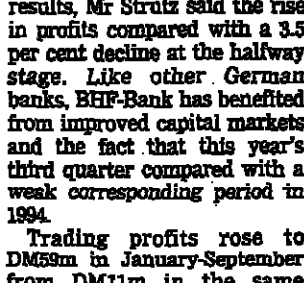 results, Mr Strutz said the rise
in profits compared with a 3.5
per cent decline at the halfway
stage. Like other German
banks, BHF-Bank has benefited
from improved capital markets
and the fact that this year's
third quarter compared with a
weak corresponding period in
1994.
Trading profits rose to
DM59m in January-September
from DM11m in the same